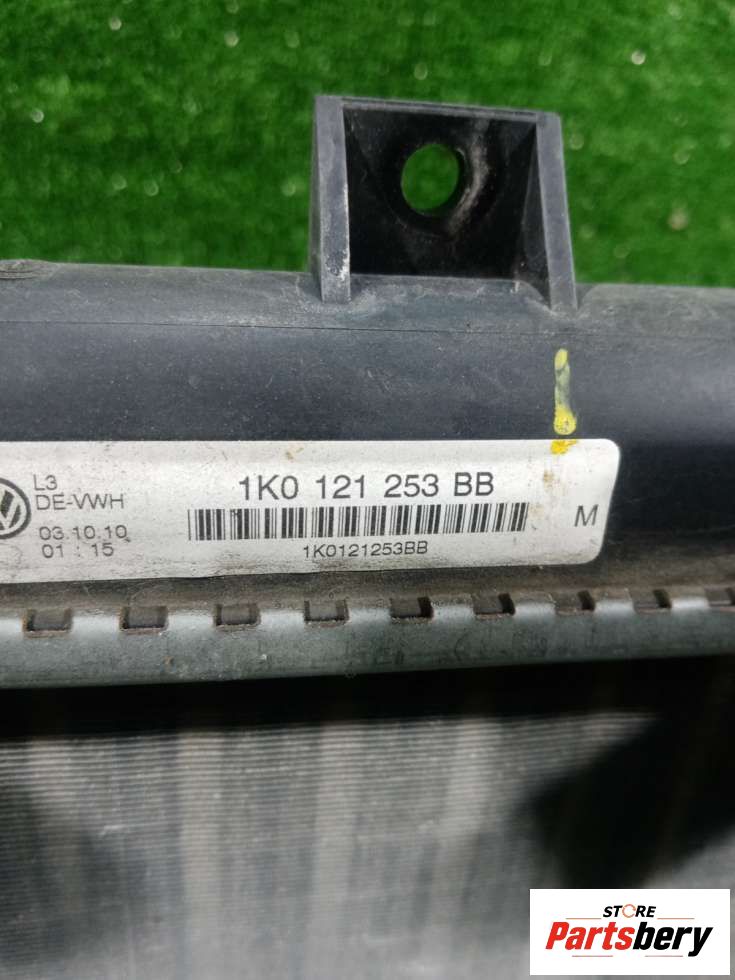 L3
DE-VWH
03.10.10
01 : 15
1K0 121 253 BB
1K0121253BB
M
STORE
Partsbery